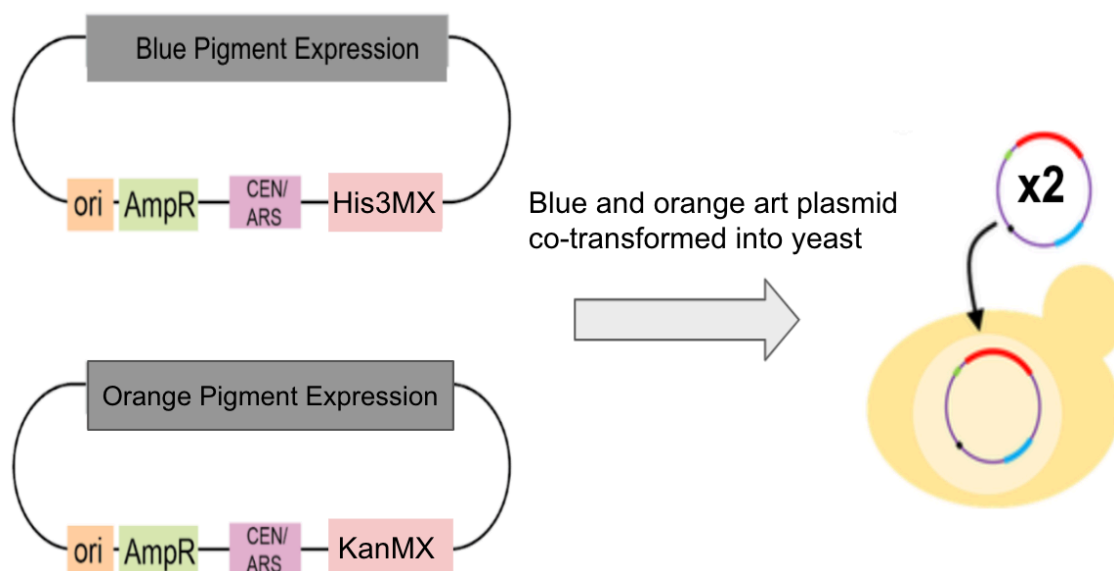 Blue Pigment Expression
ori
AmpR
CEN/
ARS
His3MX
Blue and orange art plasmid
co-transformed into yeast
x2
Orange Pigment Expression
ori
AmpR
CEN/
ARS
KanMX